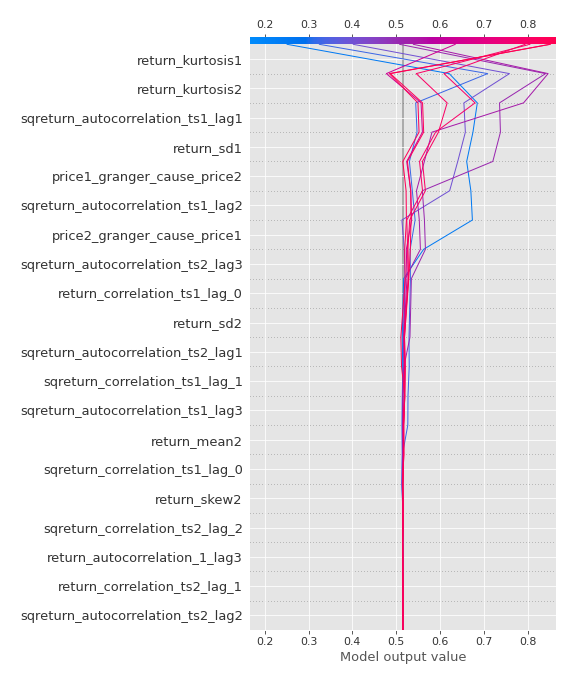 0.2 0.3 0.4 0.5 0.6 0.7 0.8
return_kurtosis1
return_kurtosis2
sqreturn_autocorrelation_ts1_lag1
return_sd1
price1_granger_cause_price2
sqreturn_autocorrelation_ts1_lag2
price2_granger_cause_price1
sqreturn_autocorrelation_ts2_lag3
return_correlation_ts1_lag_0
return_sd2
sqreturn_autocorrelation_ts2_lag1
sqreturn_correlation_ts1_lag_1
sqreturn_autocorrelation_ts1_lag3
return_mean2
sqreturn_correlation_ts1_lag_0
return_skew2
sqreturn_correlation_ts2_lag_2
return_autocorrelation_1_lag3
return_correlation_ts2_lag_1
sqreturn_autocorrelation_ts2_lag2
0.2 0.3 0.4 0.5 0.6 0.7 0.8
Model output value